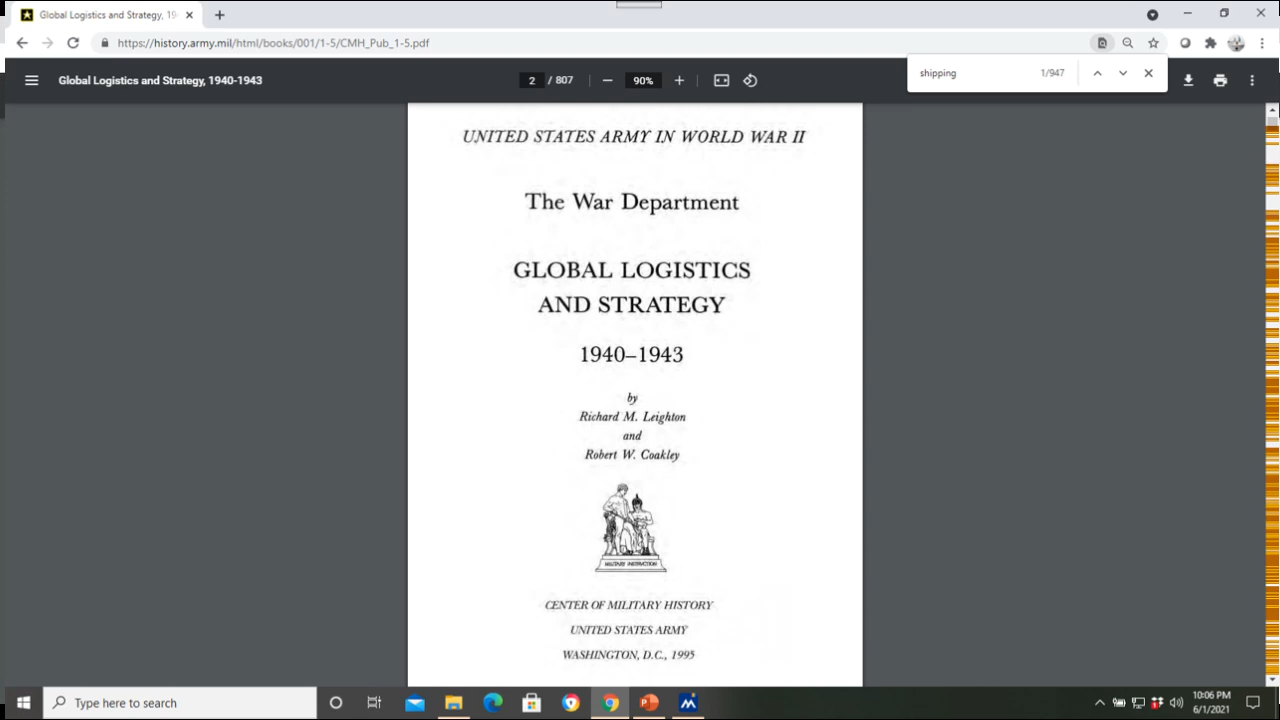 Global Logistics and Strategy, 19
https://history.army.mil/html/books/001/1-5/CMH_Pub_1-5.pdf
shipping 1/947
Global Logistics and Strategy, 1940-1943
2 / 807
90%
UNITED STATES ARMY IN WORLD WAR II
The War Department
GLOBAL LOGISTICS
AND STRATEGY
1940–1943
by
Richard M. Leighton
and
Robert W. Coakley
MILITARY INSTRUCTION
CENTER OF MILITARY HISTORY
UNITED STATES ARMY
WASHINGTON, D.C., 1995
Type here to search
10:06 PM
6/1/2021